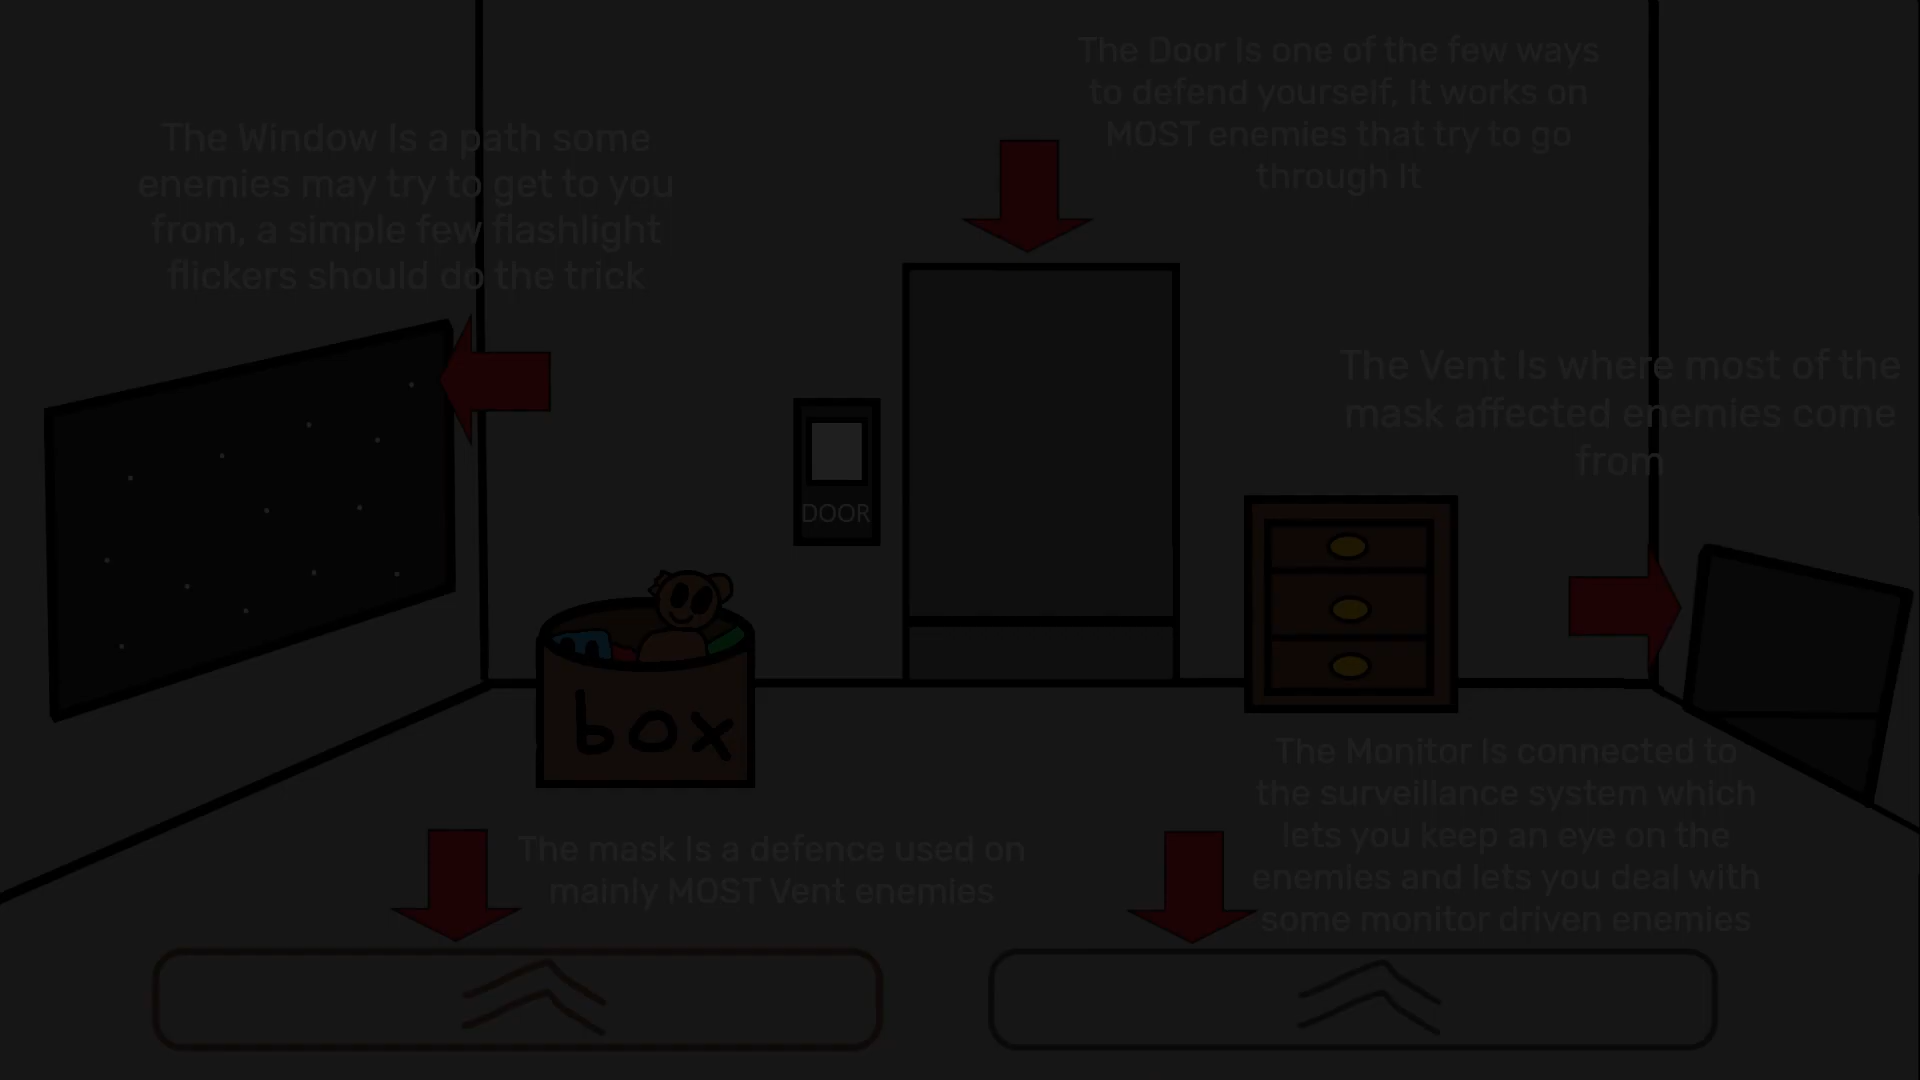 The Door Is one of the few ways
to defend yourself, It works on
MOST enemies that try to go
through It
The Window Is a path some
enemies may try to get to you
from, a simple few flashlight
flickers should do the trick
The Vent Is where most of the
mask affected enemies come
from
DOOR
box
The Monitor Is connected to
the surveillance system which
lets you keep an eye on the
enemies and lets you deal with
some monitor driven enemies
The mask Is a defence used on
mainly MOST Vent enemies